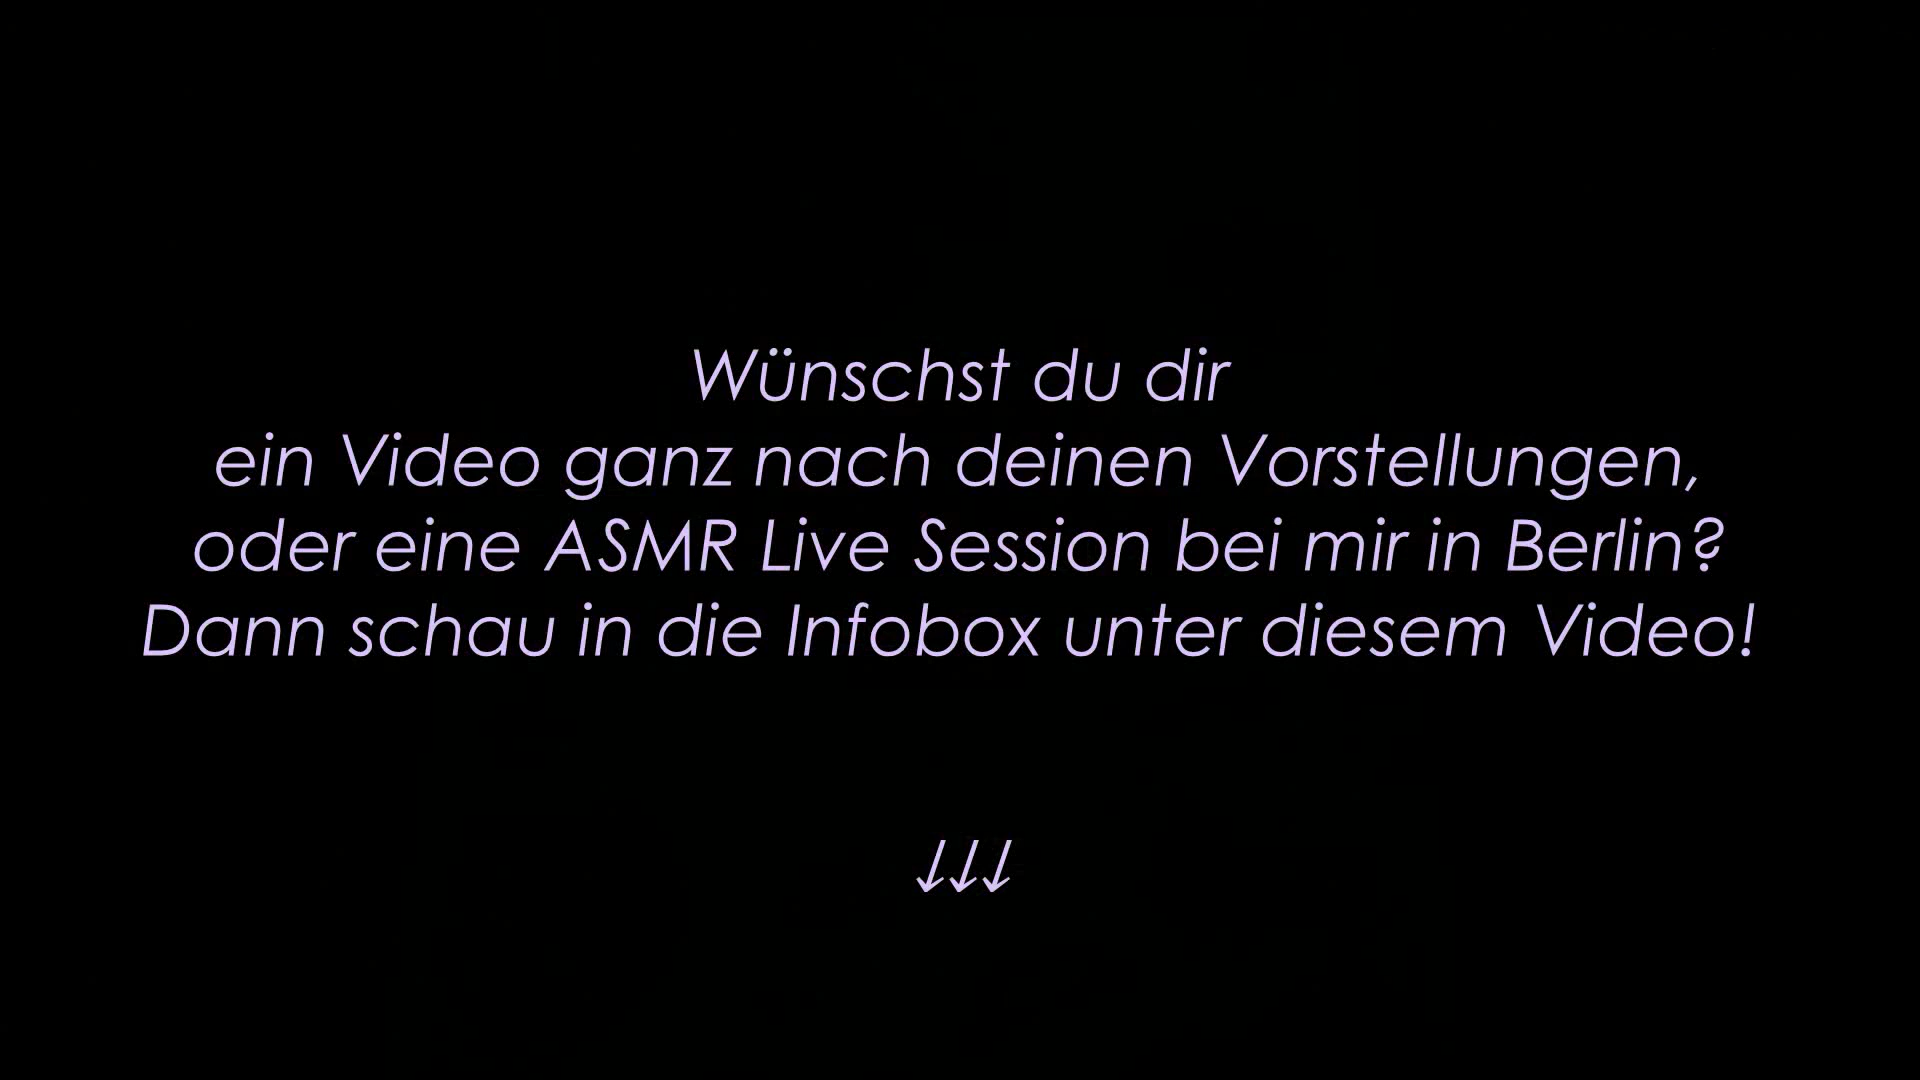 Wünschst du dir
ein Video ganz nach deinen Vorstellungen,
oder eine ASMR Live Session bei mir in Berlin?
Dann schau in die Infobox unter diesem Video!
↓↓↓